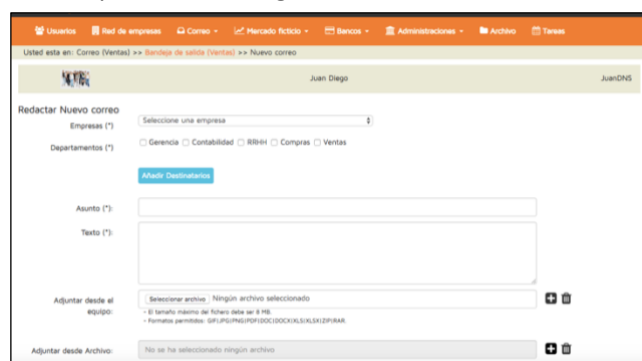 Usuarios Red de empresas Correo Mercado ficticio Bancos Administraciones Archivo Tareas
Usted esta en: Correo (Ventas) >> Bandeja de salida (Ventas) >> Nuevo correo
Juan Diego JuanDNS
Redactar Nuevo correo
Empresas (*) Seleccione una empresa
Departamentos (*) Gerencia Contabilidad RRHH Compras Ventas
Añadir Destinatarios
Asunto (*):
Texto (*):
Adjuntar desde el equipo: Seleccionar archivo Ningún archivo seleccionado
- El tamaño máximo del fichero debe ser 8 MB.
- Formatos permitidos: GIF|JPG|PNG|PDF|DOC|DOCX|XLS|XLSX|ZIP|RAR.
Adjuntar desde Archivo: No se ha seleccionado ningún archivo